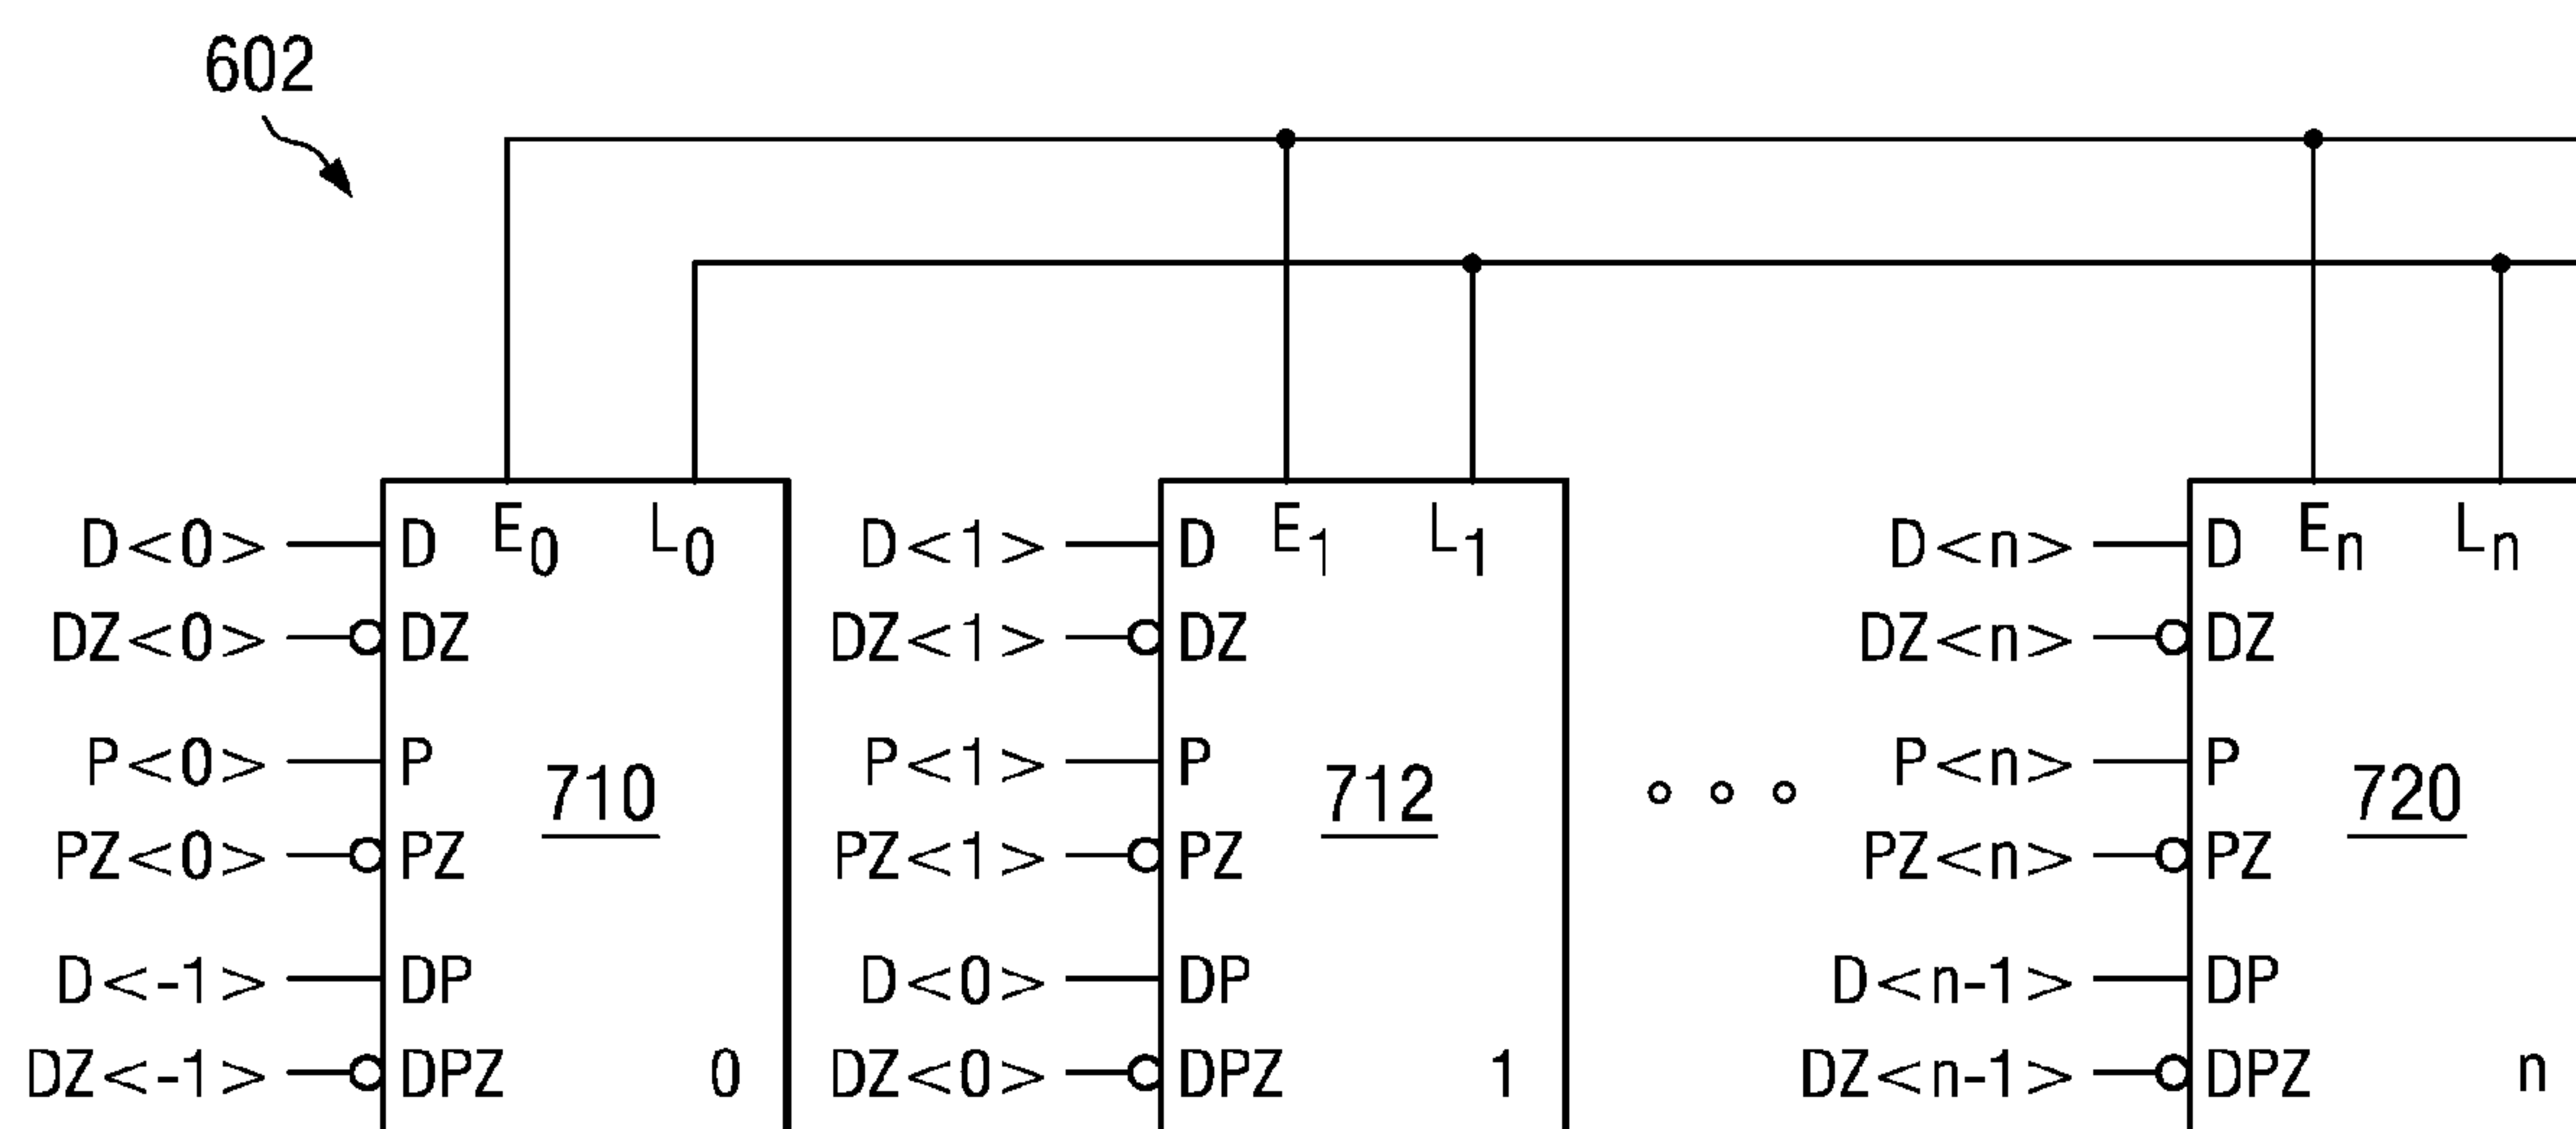 602
D<0> D E0 L0 D<1> D E1 L1 D<n> D En Ln
DZ<0> DZ DZ<1> DZ DZ<n> DZ
P<0> P P<1> P P<n> P
710 712 720
PZ<0> PZ PZ<1> PZ PZ<n> PZ
D<-1> DP D<0> DP D<n-1> DP
DZ<-1> DPZ 0 DZ<0> DPZ 1 DZ<n-1> DPZ n